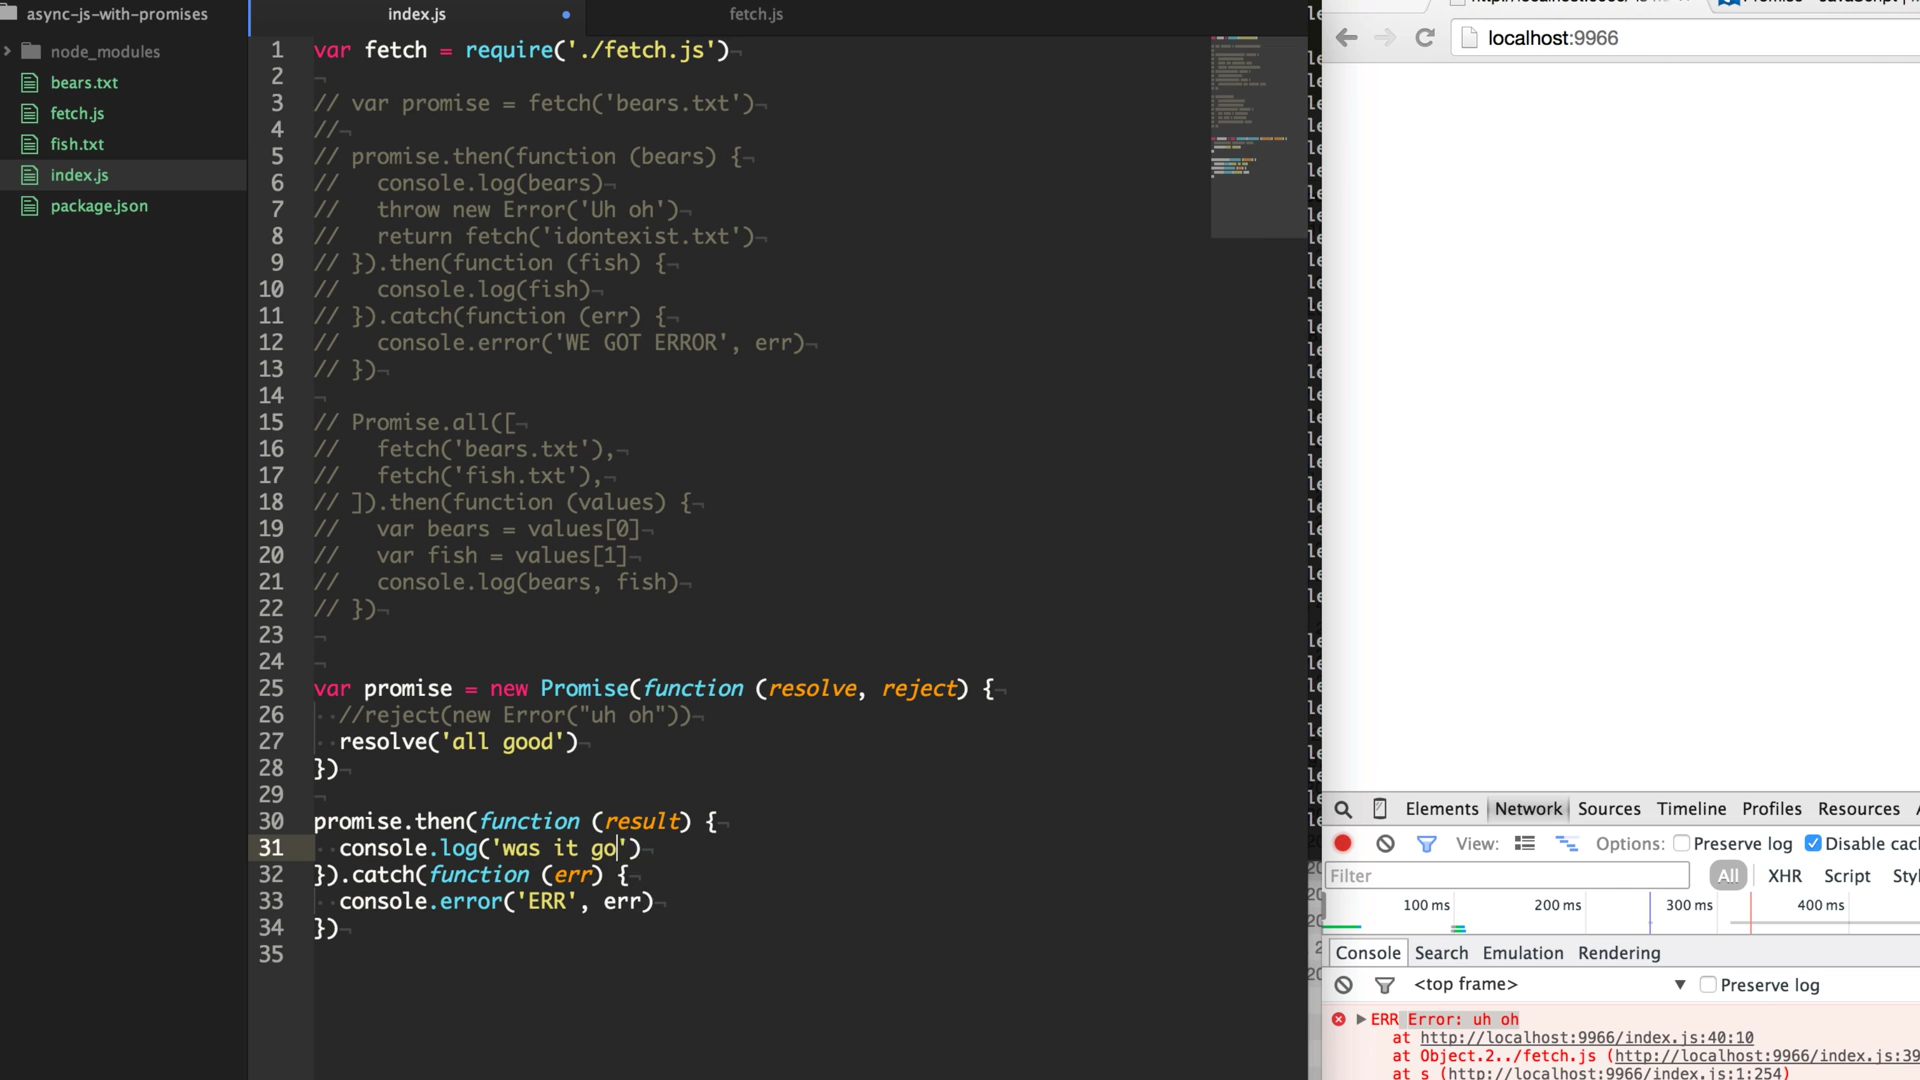 async-js-with-promises
node_modules
bears.txt
fetch.js
fish.txt
index.js
package.json
index.js
fetch.js
1 var fetch = require('./fetch.js')
2
3 // var promise = fetch('bears.txt')
4 //
5 // promise.then(function (bears) {
6 //   console.log(bears)
7 //   throw new Error('Uh oh')
8 //   return fetch('idontexist.txt')
9 // }).then(function (fish) {
10 //   console.log(fish)
11 // }).catch(function (err) {
12 //   console.error('WE GOT ERROR', err)
13 // })
14
15 // Promise.all([
16 //   fetch('bears.txt'),
17 //   fetch('fish.txt'),
18 // ]).then(function (values) {
19 //   var bears = values[0]
20 //   var fish = values[1]
21 //   console.log(bears, fish)
22 // })
23
24
25 var promise = new Promise(function (resolve, reject) {
26   //reject(new Error("uh oh"))
27   resolve('all good')
28 })
29
30 promise.then(function (result) {
31   console.log('was it go')
32 }).catch(function (err) {
33   console.error('ERR', err)
34 })
35
localhost:9966
Elements Network Sources Timeline Profiles Resources
View: Options: Preserve log Disable cac
Filter All XHR Script Styl
100 ms 200 ms 300 ms 400 ms
Console Search Emulation Rendering
<top frame> ▼ Preserve log
ERR Error: uh oh
at http://localhost:9966/index.js:40:10
at Object.2../fetch.js (http://localhost:9966/index.js:39
at s (http://localhost:9966/index.js:1:254)